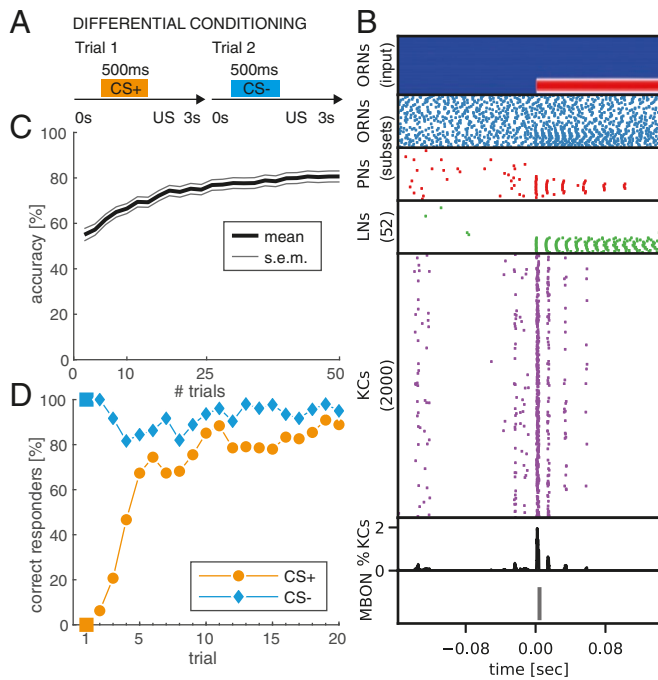 A
DIFFERENTIAL CONDITIONING
Trial 1
Trial 2
500ms
500ms
CS+
CS-
0s
US 3s
0s
US 3s
B
ORNs
(input)
ORNs
PNs
(subsets)
LNs
(52)
KCs
(2000)
2
0
% KCs
MBON
−0.08
0.00
0.08
time [sec]
C
100
80
60
40
20
0
accuracy [%]
mean
s.e.m.
0
10
25
50
# trials
D
100
80
60
40
20
0
correct responders [%]
CS+
CS-
1
5
10
15
20
trial